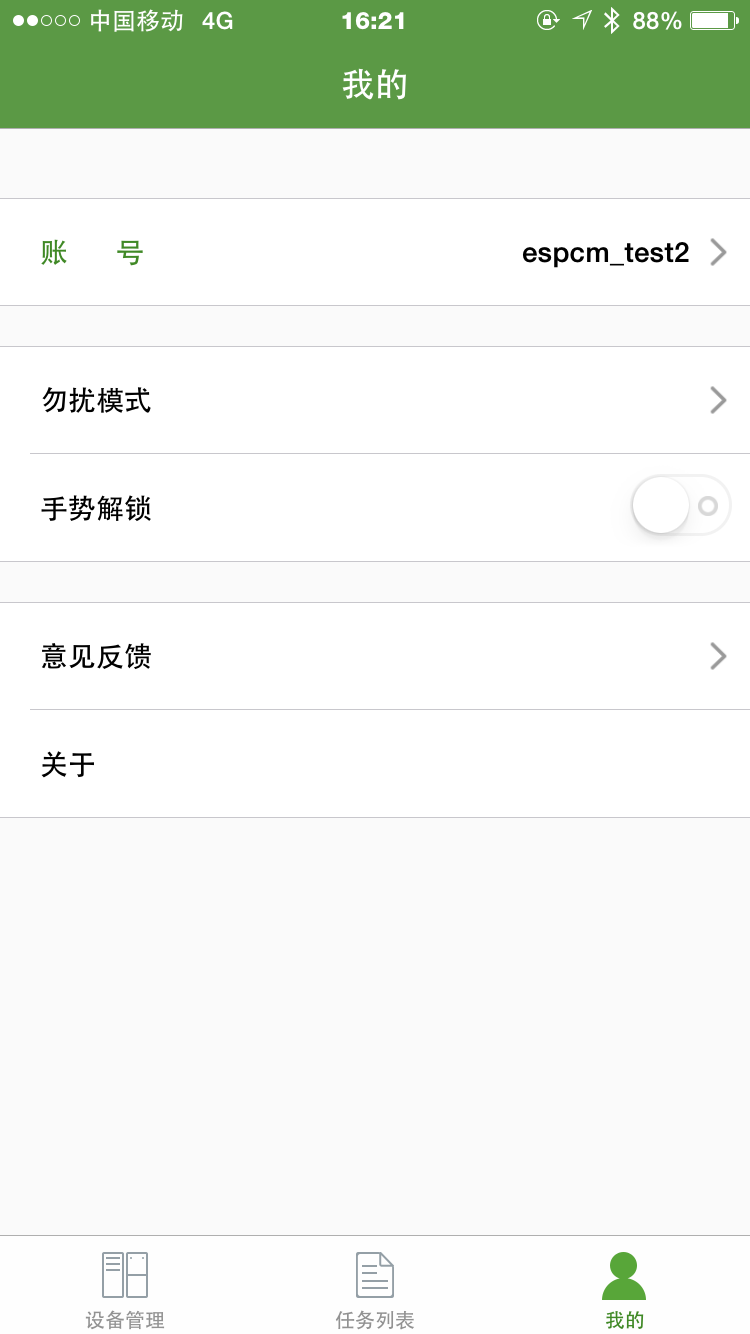 中国移动 4G 16:21 88%
我的
账 号 espcm_test2
勿扰模式
手势解锁
意见反馈
关于
设备管理 任务列表 我的